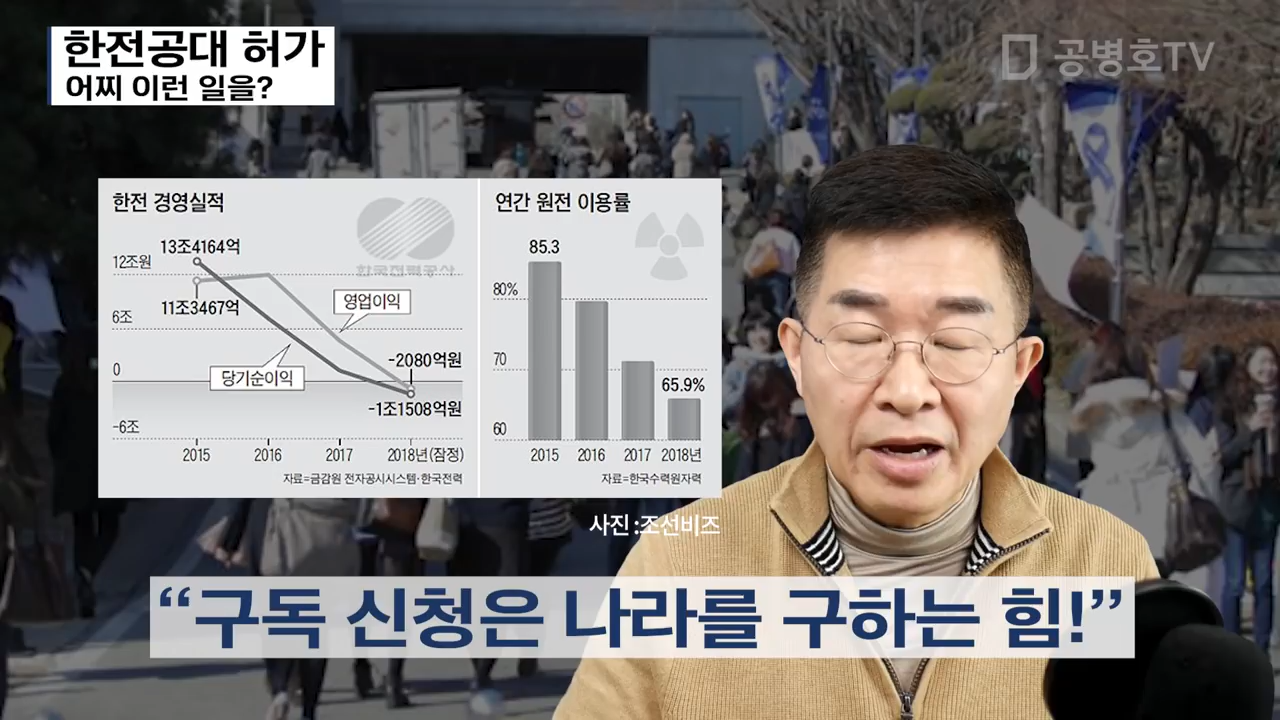 한전공대 허가
어찌 이런 일을?
공병호TV
한전 경영실적
한국전력공사
13조4164억
12조원
11조3467억
6조
영업이익
당기순이익
0
-2080억원
-1조1508억원
-6조
2015 2016 2017 2018년(잠정)
자료=금감원 전자공시시스템·한국전력
연간 원전 이용률
85.3
80%
70
65.9%
60
2015 2016 2017 2018년
자료=한국수력원자력
사진 :조선비즈
“구독 신청은 나라를 구하는 힘!”